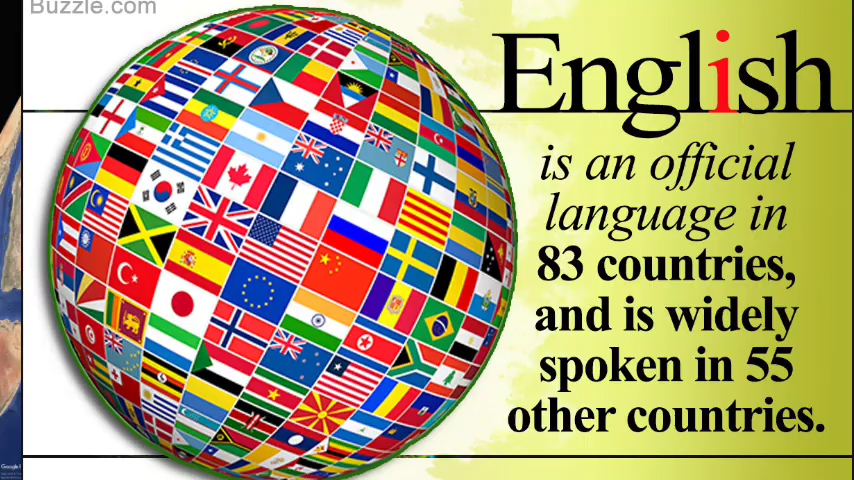 Buzzle.com
English
is an official
language in
83 countries,
and is widely
spoken in 55
other countries.